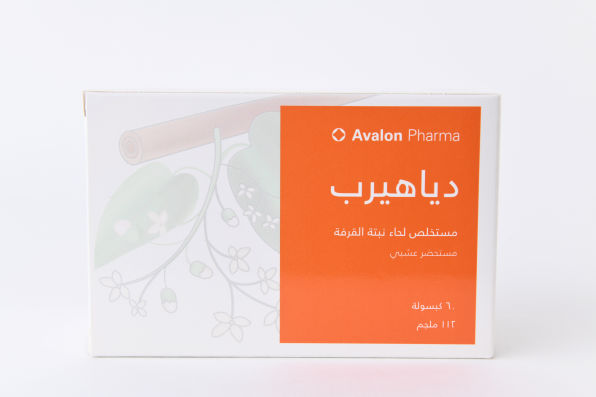 Avalon Pharma
دياهيرب
مستخلص لحاء نبتة القرفة
مستحضر عشبي
٦٠ كبسولة
١١٢ ملجم